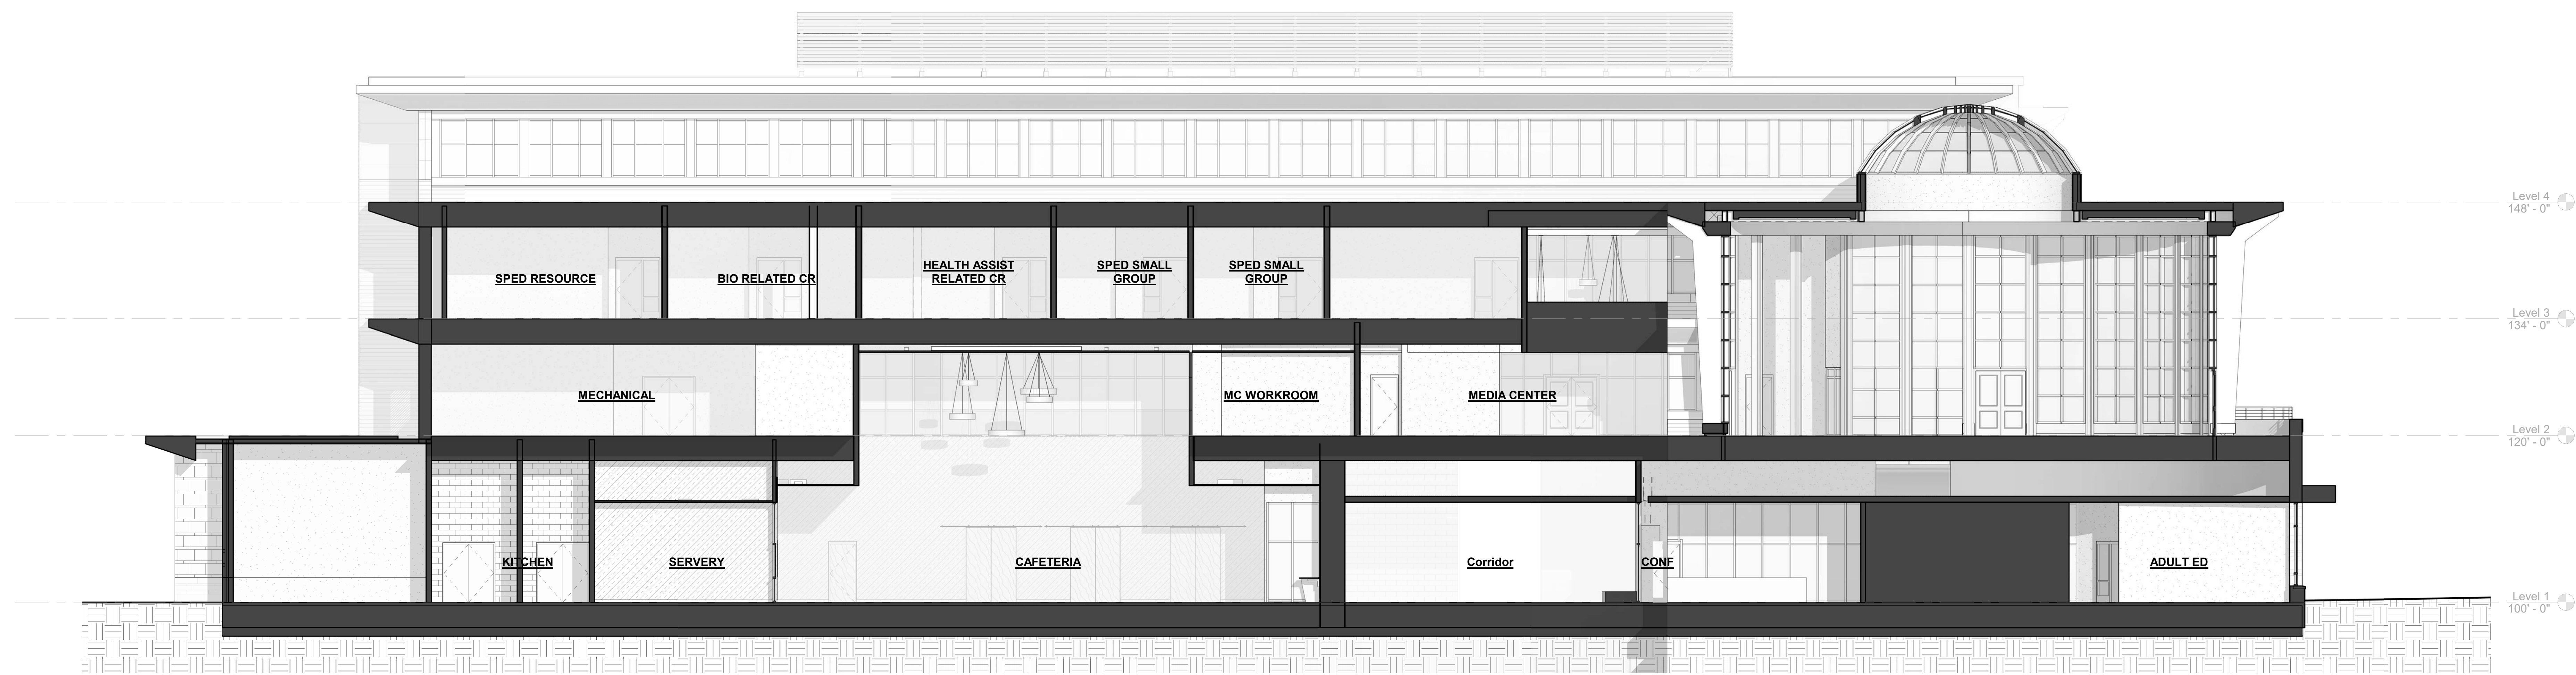 Level 4
148' - 0"
HEALTH ASSIST
RELATED CR
SPED SMALL
GROUP
SPED SMALL
GROUP
SPED RESOURCE
BIO RELATED CR
Level 3
134' - 0"
MECHANICAL
MC WORKROOM
MEDIA CENTER
Level 2
120' - 0"
KITCHEN
SERVERY
CAFETERIA
Corridor
CONF
ADULT ED
Level 1
100' - 0"